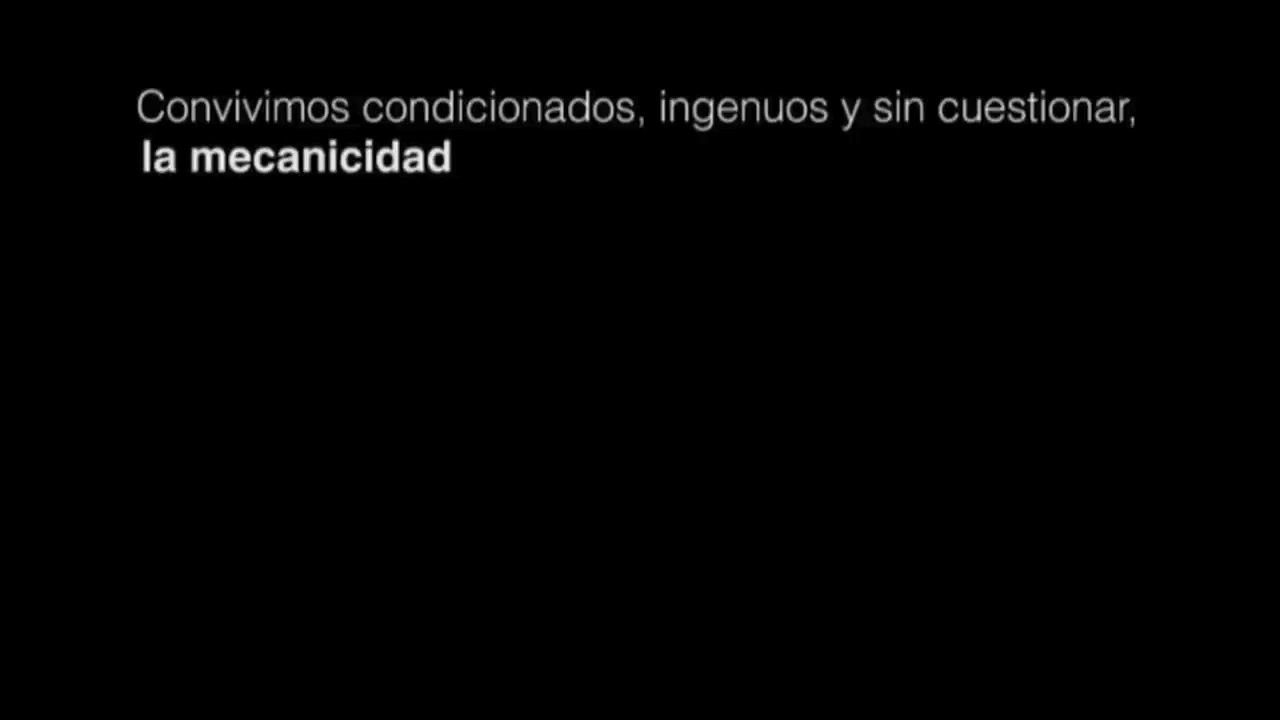 Convivimos condicionados, ingenuos y sin cuestionar,
la mecanicidad